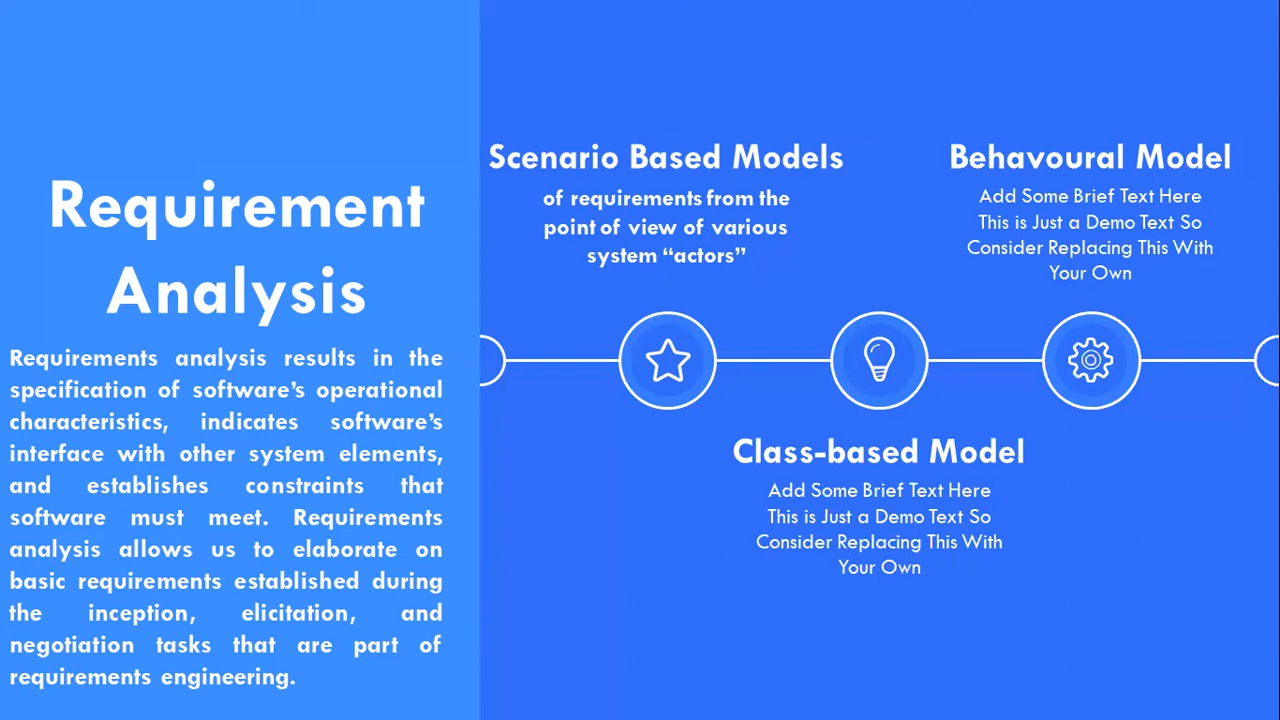 Requirement
Analysis
Requirements analysis results in the
specification of software’s operational
characteristics, indicates software’s
interface with other system elements,
and establishes constraints that
software must meet. Requirements
analysis allows us to elaborate on
basic requirements established during
the inception, elicitation, and
negotiation tasks that are part of
requirements engineering.
Scenario Based Models
of requirements from the
point of view of various
system “actors”
Behavoural Model
Add Some Brief Text Here
This is Just a Demo Text So
Consider Replacing This With
Your Own
Class-based Model
Add Some Brief Text Here
This is Just a Demo Text So
Consider Replacing This With
Your Own